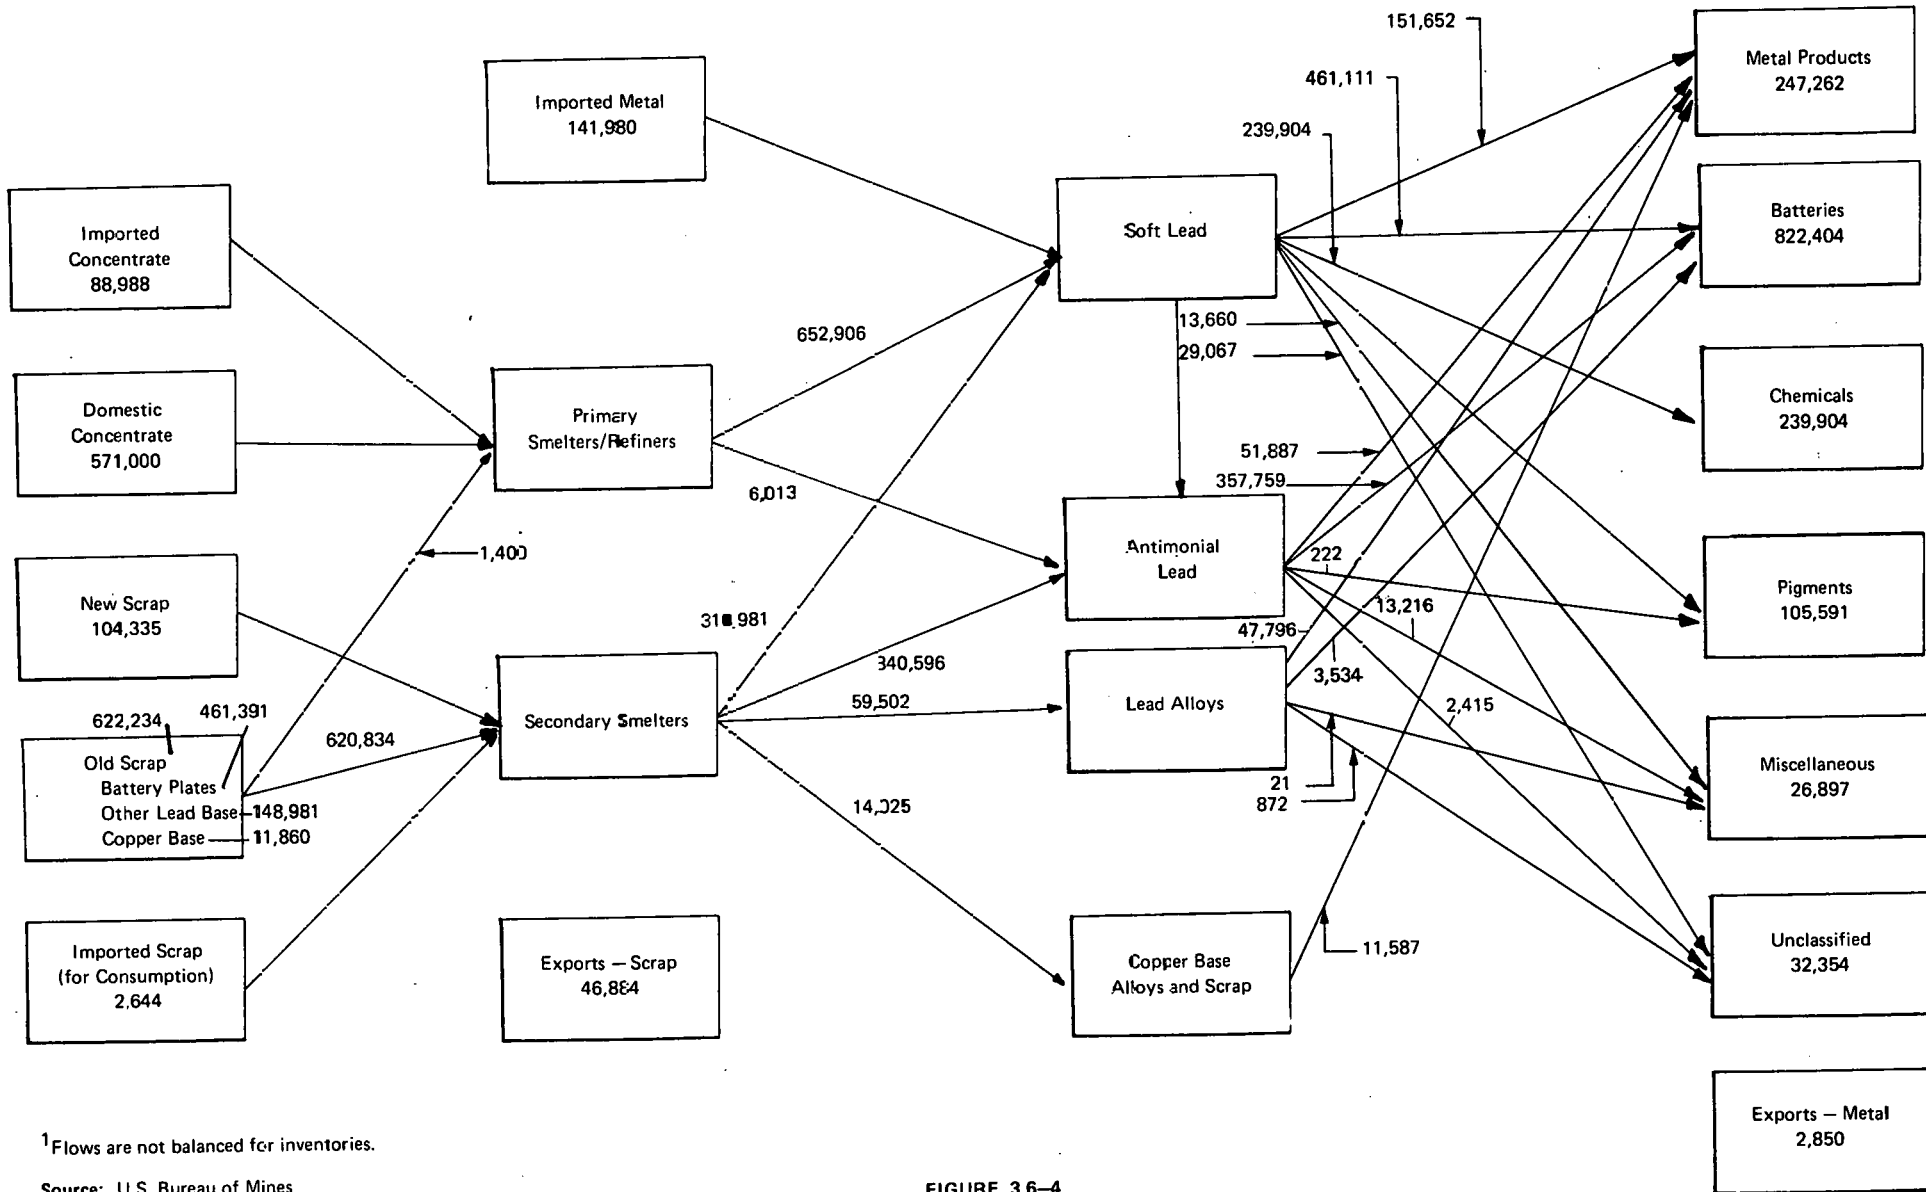 151,652
461,111
239,904
Metal Products
247,262
Imported Metal
141,980
Batteries
822,404
Soft Lead
Imported
Concentrate
88,988
13,660
29,067
652,906
Chemicals
239,904
Domestic
Concentrate
571,000
Primary
Smelters/Refiners
51,887
357,759
6,013
1,400
Antimonial
Lead
222
13,216
Pigments
105,591
New Scrap
104,335
47,796
3,534
340,596
59,502
2,415
Secondary Smelters
Lead Alloys
622,234
461,391
620,834
Old Scrap
Battery Plates
Other Lead Base 148,981
Copper Base 11,860
21
872
Miscellaneous
26,897
14,025
Imported Scrap
(for Consumption)
2,644
Exports — Scrap
46,884
Copper Base
Alloys and Scrap
11,587
Unclassified
32,354
Exports — Metal
2,850
1Flows are not balanced for inventories.
Source: U.S. Bureau of Mines
FIGURE 3.6–4